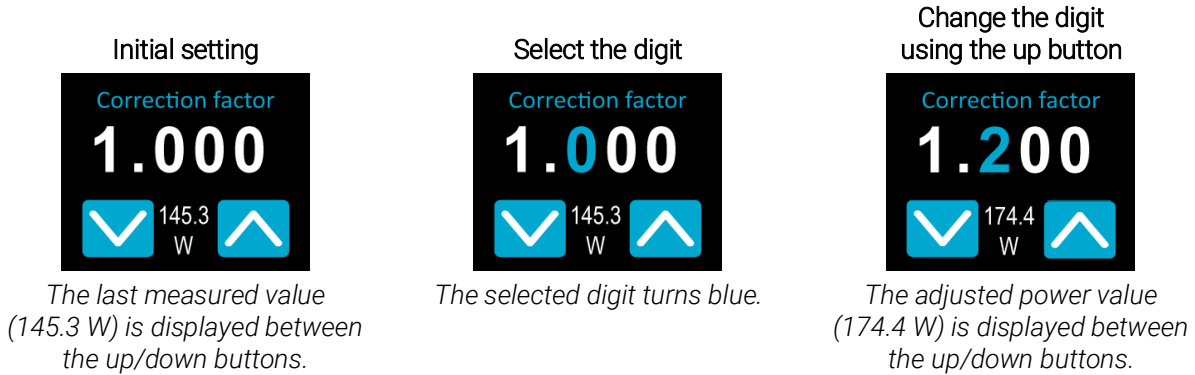 Initial setting
Correction factor
1.000
145.3
W
The last measured value
(145.3 W) is displayed between
the up/down buttons.
Select the digit
Correction factor
1.000
145.3
W
The selected digit turns blue.
Change the digit
using the up button
Correction factor
1.200
174.4
W
The adjusted power value
(174.4 W) is displayed between
the up/down buttons.